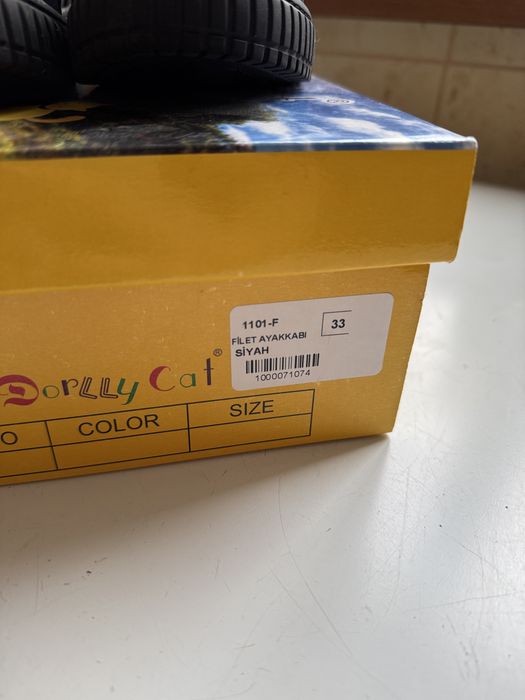 1101-F 33
FİLET AYAKKABI
SİYAH
1000071074
Dorlly Cat®
O COLOR SIZE